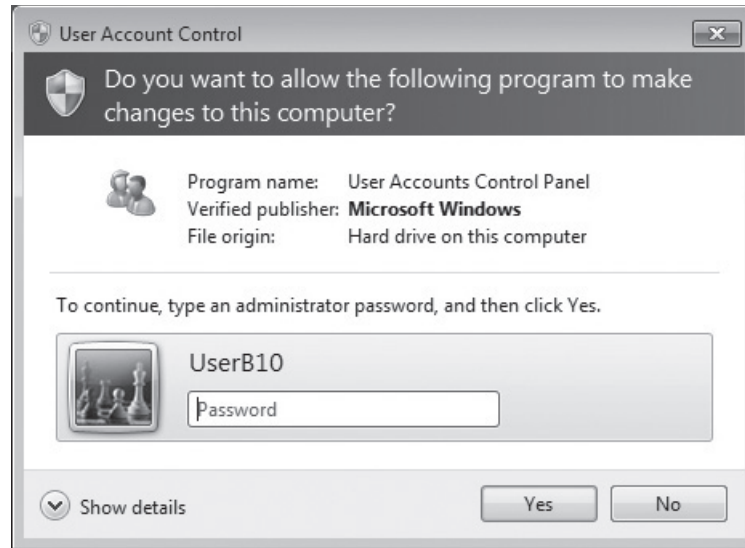 User Account Control
Do you want to allow the following program to make
changes to this computer?
Program name: User Accounts Control Panel
Verified publisher: Microsoft Windows
File origin: Hard drive on this computer
To continue, type an administrator password, and then click Yes.
UserB10
Password
Show details
Yes
No